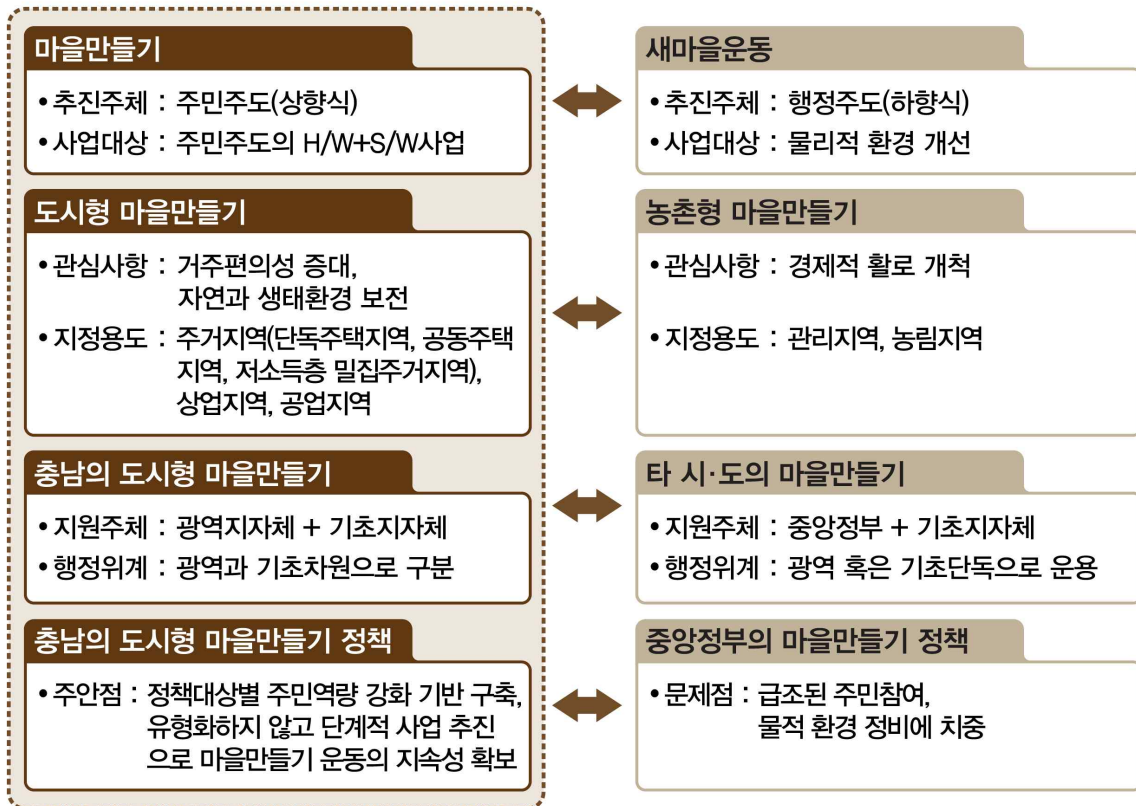 마을만들기
• 추진주체 : 주민주도(상향식)
• 사업대상 : 주민주도의 H/W+S/W사업
새마을운동
• 추진주체 : 행정주도(하향식)
• 사업대상 : 물리적 환경 개선
도시형 마을만들기
• 관심사항 : 거주편의성 증대,
자연과 생태환경 보전
• 지정용도 : 주거지역(단독주택지역, 공동주택
지역, 저소득층 밀집주거지역),
상업지역, 공업지역
농촌형 마을만들기
• 관심사항 : 경제적 활로 개척
• 지정용도 : 관리지역, 농림지역
충남의 도시형 마을만들기
• 지원주체 : 광역지자체 + 기초지자체
• 행정위계 : 광역과 기초차원으로 구분
타 시·도의 마을만들기
• 지원주체 : 중앙정부 + 기초지자체
• 행정위계 : 광역 혹은 기초단독으로 운용
충남의 도시형 마을만들기 정책
• 주안점 : 정책대상별 주민역량 강화 기반 구축,
유형화하지 않고 단계적 사업 추진
으로 마을만들기 운동의 지속성 확보
중앙정부의 마을만들기 정책
• 문제점 : 급조된 주민참여,
물적 환경 정비에 치중